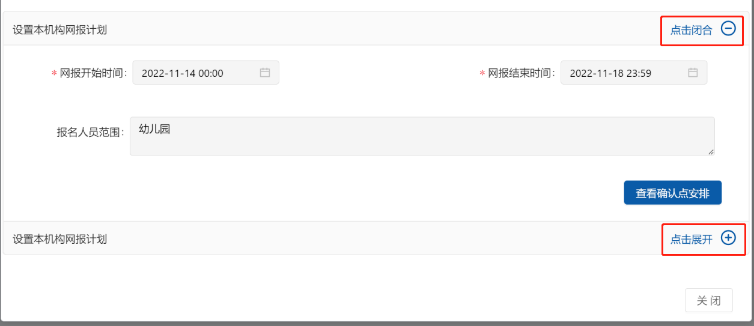 设置本机构网报计划 点击闭合
* 网报开始时间: 2022-11-14 00:00 * 网报结束时间: 2022-11-18 23:59
报名人员范围: 幼儿园
查看确认点安排
设置本机构网报计划 点击展开
关 闭